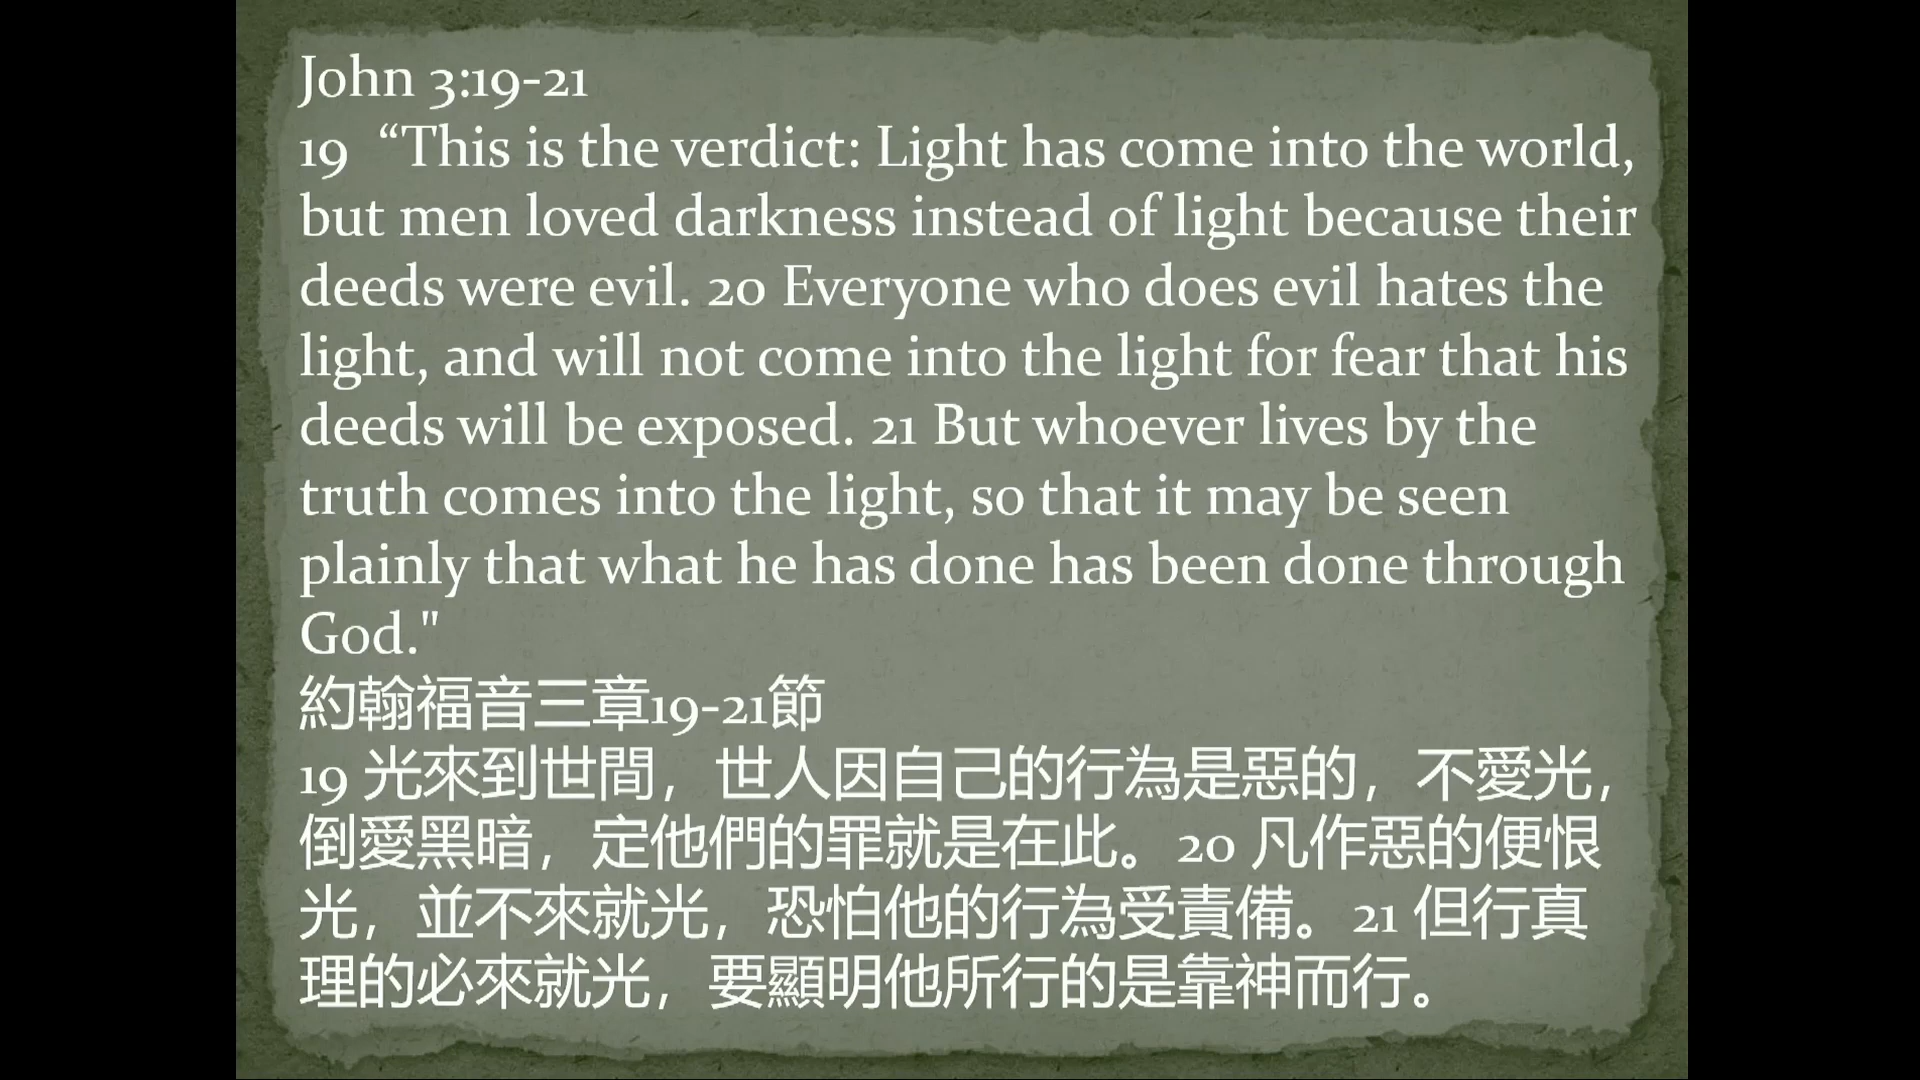 John 3:19-21
19  “This is the verdict: Light has come into the world,
but men loved darkness instead of light because their
deeds were evil. 20 Everyone who does evil hates the
light, and will not come into the light for fear that his
deeds will be exposed. 21 But whoever lives by the
truth comes into the light, so that it may be seen
plainly that what he has done has been done through
God."
約翰福音三章19-21節
19 光來到世間，世人因自己的行為是惡的，不愛光，
倒愛黑暗，定他們的罪就是在此。20 凡作惡的便恨
光，並不來就光，恐怕他的行為受責備。21 但行真
理的必來就光，要顯明他所行的是靠神而行。